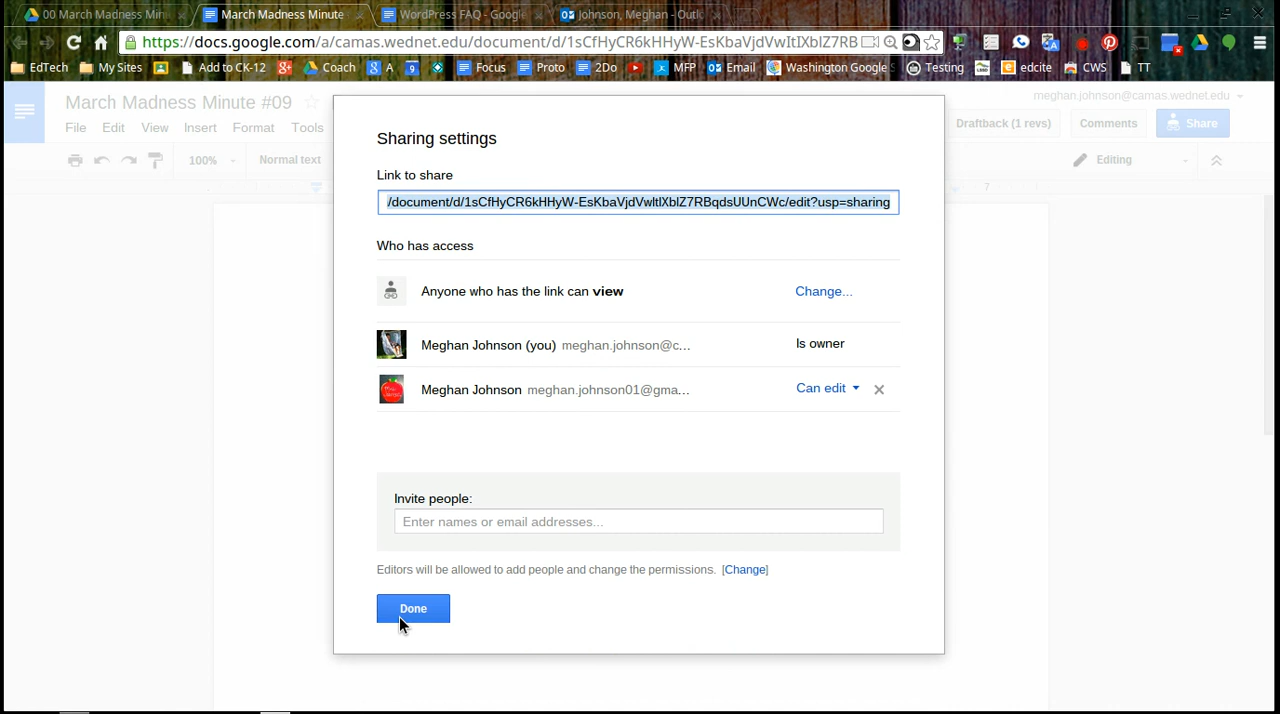 00 March Madness Min
March Madness Minute
WordPress FAQ - Google
Johnson, Meghan - Outlo
https://docs.google.com/a/camas.wednet.edu/document/d/1sCfHyCR6kHHyW-EsKbaVjdVwItIXblZ7RB
EdTech
My Sites
Add to CK-12
Coach
A
Focus
Proto
2Do
MFP
Email
Washington Google
Testing
edcite
CWS
TT
March Madness Minute #09
meghan.johnson@camas.wednet.edu
File Edit View Insert Format Tools
Draftback (1 revs)
Comments
Share
100%
Normal text
Editing
7
Sharing settings
Link to share
/document/d/1sCfHyCR6kHHyW-EsKbaVjdVwItIXblZ7RBqdsUUnCWc/edit?usp=sharing
Who has access
Anyone who has the link can view Change...
Meghan Johnson (you) meghan.johnson@c... Is owner
Meghan Johnson meghan.johnson01@gma... Can edit
Invite people:
Enter names or email addresses...
Editors will be allowed to add people and change the permissions. [Change]
Done